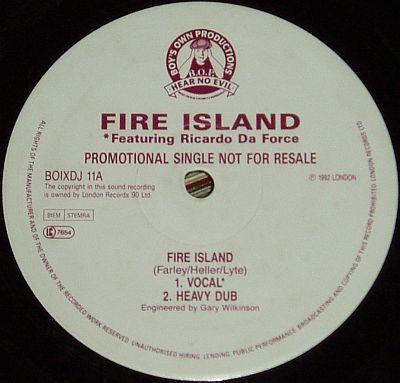 BOY'S OWN PRODUCTIONS
B.O.P.
HEAR NO EVIL
FIRE ISLAND
*Featuring Ricardo Da Force
PROMOTIONAL SINGLE NOT FOR RESALE
BOIXDJ 11A
The copyright in this sound recording
is owned by London Records 90 Ltd.
℗ 1992 LONDON
BIEM STEMRA
LC 7654
FIRE ISLAND
(Farley/Heller/Lyte)
1. VOCAL*
2. HEAVY DUB
Engineered by Gary Wilkinson
ALL RIGHTS OF THE MANUFACTURER AND OF THE OWNER OF THE RECORDED WORK RESERVED. UNAUTHORISED HIRING, LENDING, PUBLIC PERFORMANCE, BROADCASTING AND COPYING OF THIS RECORD PROHIBITED. MADE IN